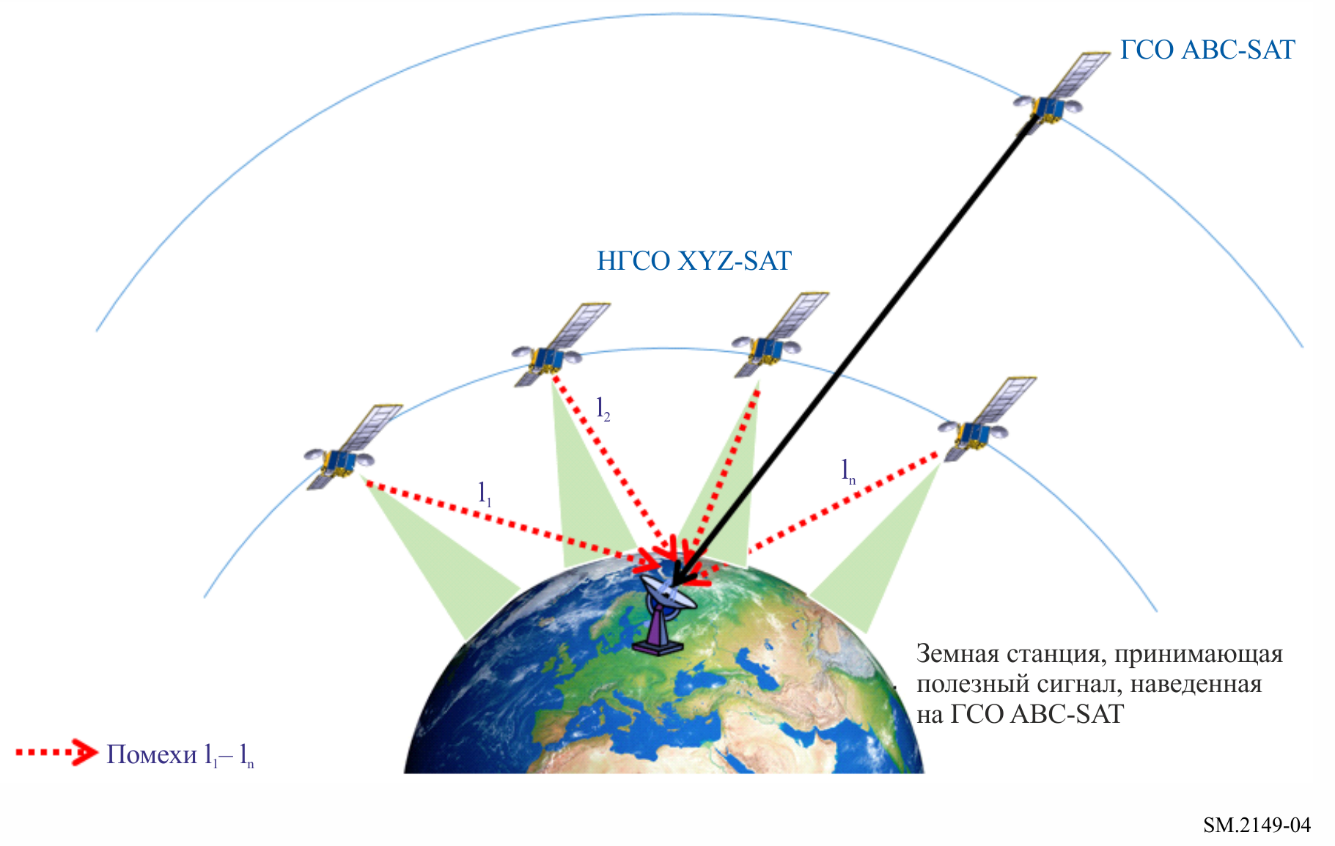 ГСО ABC-SAT
НГСО XYZ-SAT
l2
l1
ln
Земная станция, принимающая
полезный сигнал, наведенная
на ГСО ABC-SAT
Помехи l1– ln
SM.2149-04